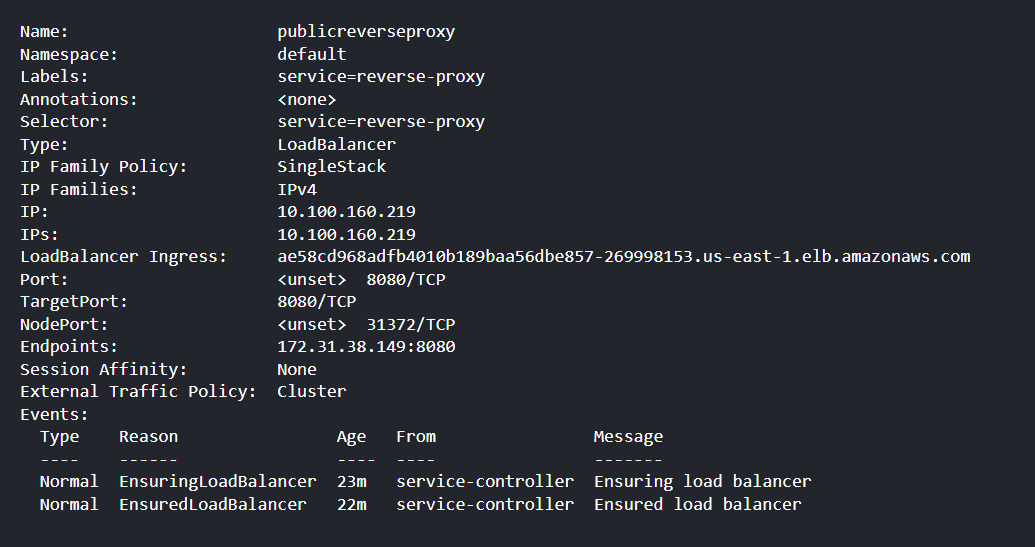 Name:                     publicreverseproxy
Namespace:                default
Labels:                   service=reverse-proxy
Annotations:              <none>
Selector:                 service=reverse-proxy
Type:                     LoadBalancer
IP Family Policy:         SingleStack
IP Families:              IPv4
IP:                       10.100.160.219
IPs:                      10.100.160.219
LoadBalancer Ingress:     ae58cd968adfb4010b189baa56dbe857-269998153.us-east-1.elb.amazonaws.com
Port:                     <unset>  8080/TCP
TargetPort:               8080/TCP
NodePort:                 <unset>  31372/TCP
Endpoints:                172.31.38.149:8080
Session Affinity:         None
External Traffic Policy:  Cluster
Events:
  Type    Reason                Age   From                Message
  ----    ------                ----  ----                -------
  Normal  EnsuringLoadBalancer  23m   service-controller  Ensuring load balancer
  Normal  EnsuredLoadBalancer   22m   service-controller  Ensured load balancer